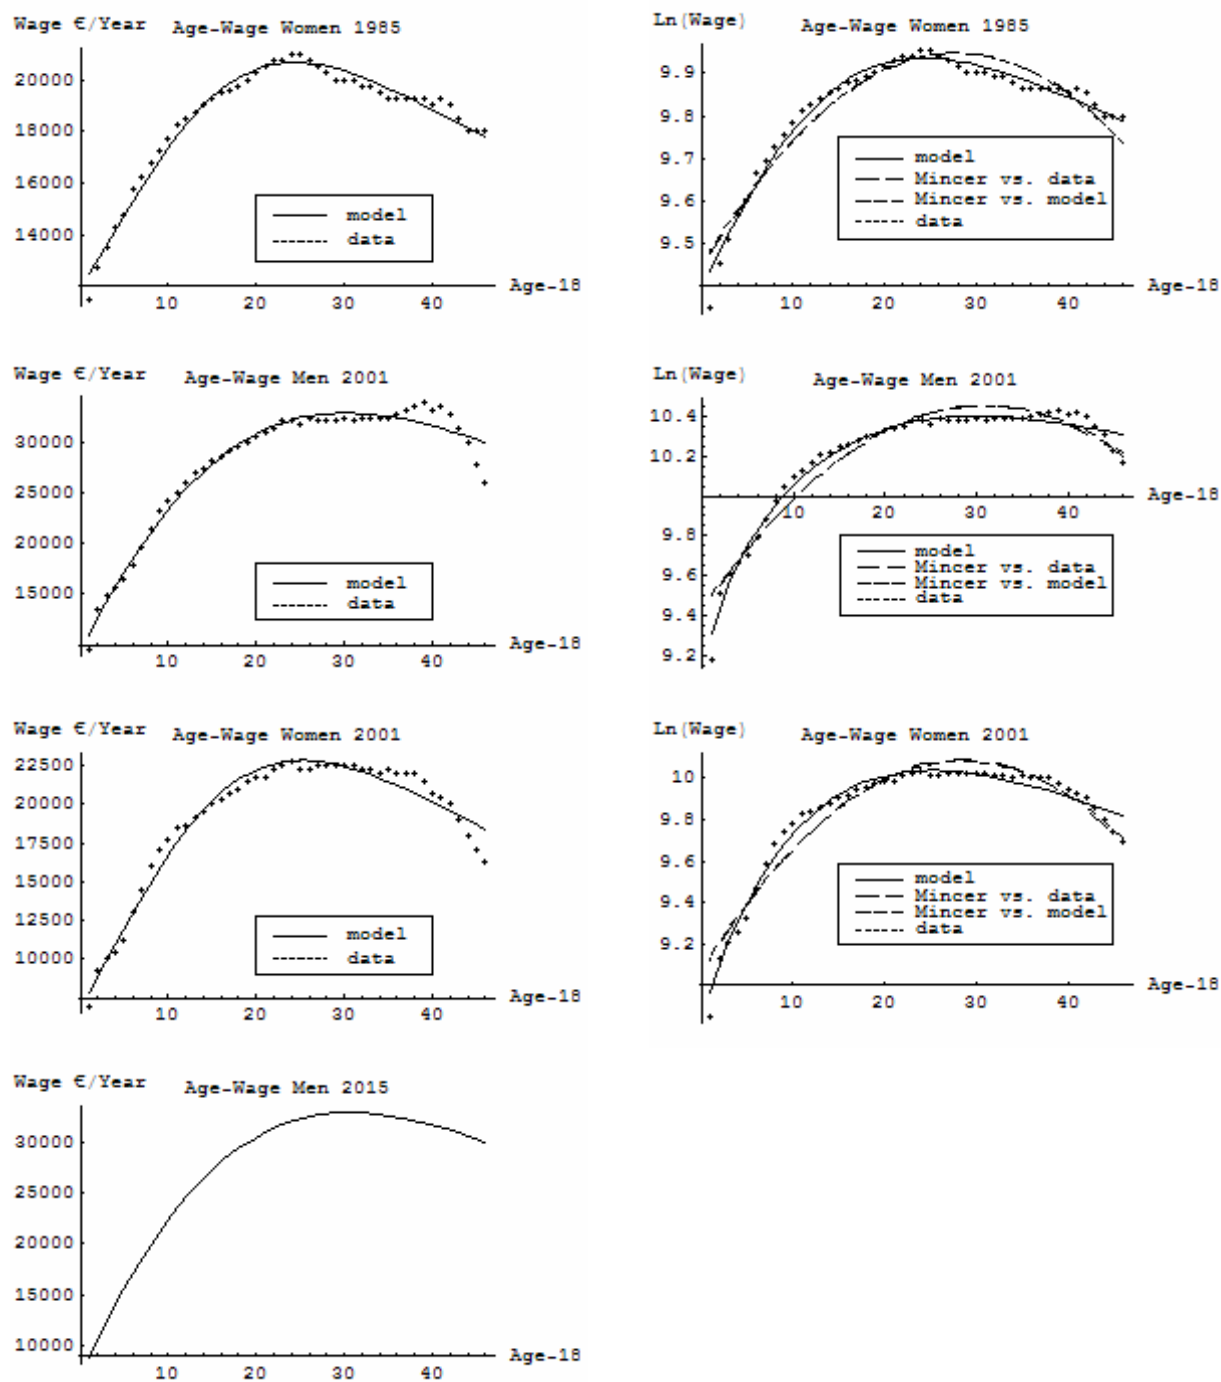 Wage €/Year
Age-Wage Women 1985
20000
18000
16000
14000
model
data
10 20 30 40
Age-18
Ln(Wage)
Age-Wage Women 1985
9.9
9.8
9.7
9.6
9.5
model
Mincer vs. data
Mincer vs. model
data
10 20 30 40
Age-18
Wage €/Year
Age-Wage Men 2001
30000
25000
20000
15000
model
data
10 20 30 40
Age-18
Ln(Wage)
Age-Wage Men 2001
10.4
10.2
9.8
9.6
9.4
9.2
10 20 30 40
Age-18
model
Mincer vs. data
Mincer vs. model
data
Wage €/Year
Age-Wage Women 2001
22500
20000
17500
15000
12500
10000
model
data
10 20 30 40
Age-18
Ln(Wage)
Age-Wage Women 2001
10
9.8
9.6
9.4
9.2
model
Mincer vs. data
Mincer vs. model
data
10 20 30 40
Age-18
Wage €/Year
Age-Wage Men 2015
30000
25000
20000
15000
10000
10 20 30 40
Age-18